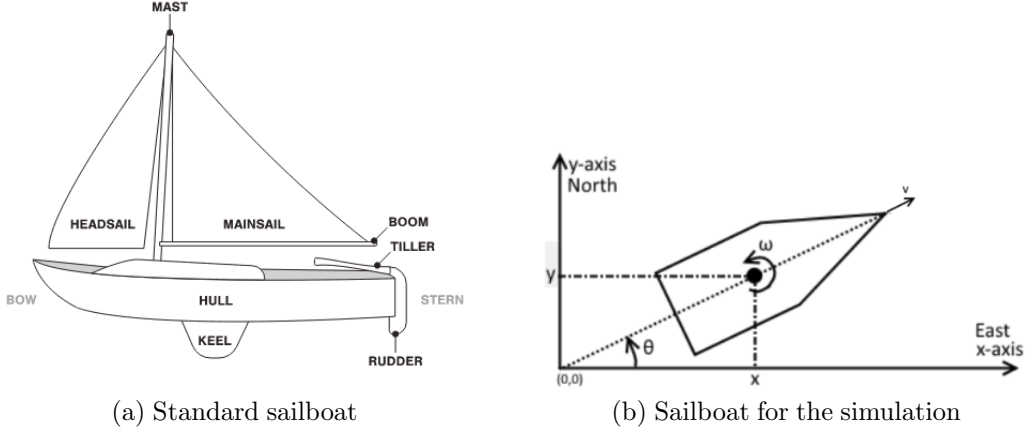 MAST
HEADSAIL
MAINSAIL
BOOM
TILLER
BOW
HULL
STERN
KEEL
RUDDER
(a) Standard sailboat
y-axis
North
v
ω
y
θ
East
x-axis
(0,0)
x
(b) Sailboat for the simulation